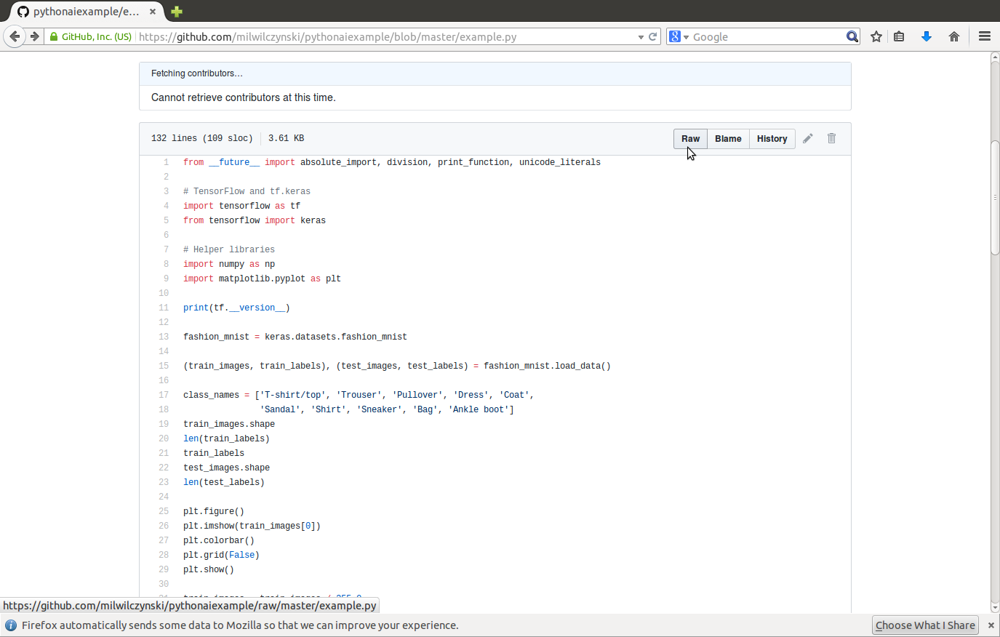 pythonaiexample/e...
GitHub, Inc. (US)
https://github.com/milwilczynski/pythonaiexample/blob/master/example.py
Google
Fetching contributors…
Cannot retrieve contributors at this time.
132 lines (109 sloc)
3.61 KB
Raw
Blame
History
1 from __future__ import absolute_import, division, print_function, unicode_literals
2
3 # TensorFlow and tf.keras
4 import tensorflow as tf
5 from tensorflow import keras
6
7 # Helper libraries
8 import numpy as np
9 import matplotlib.pyplot as plt
10
11 print(tf.__version__)
12
13 fashion_mnist = keras.datasets.fashion_mnist
14
15 (train_images, train_labels), (test_images, test_labels) = fashion_mnist.load_data()
16
17 class_names = ['T-shirt/top', 'Trouser', 'Pullover', 'Dress', 'Coat',
18 'Sandal', 'Shirt', 'Sneaker', 'Bag', 'Ankle boot']
19 train_images.shape
20 len(train_labels)
21 train_labels
22 test_images.shape
23 len(test_labels)
24
25 plt.figure()
26 plt.imshow(train_images[0])
27 plt.colorbar()
28 plt.grid(False)
29 plt.show()
30
https://github.com/milwilczynski/pythonaiexample/raw/master/example.py
Firefox automatically sends some data to Mozilla so that we can improve your experience.
Choose What I Share